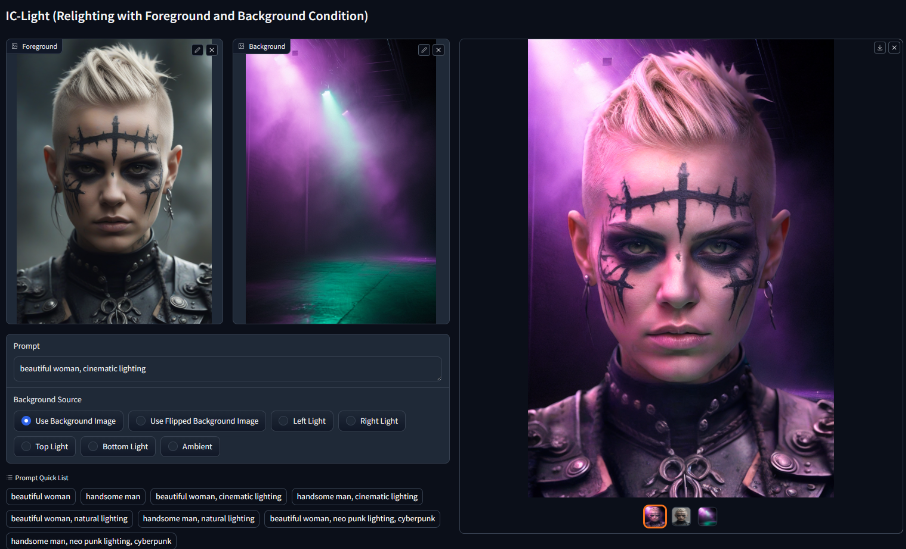 IC-Light (Relighting with Foreground and Background Condition)
Foreground
Background
Prompt
beautiful woman, cinematic lighting
Background Source
Use Background Image
Use Flipped Background Image
Left Light
Right Light
Top Light
Bottom Light
Ambient
Prompt Quick List
beautiful woman
handsome man
beautiful woman, cinematic lighting
handsome man, cinematic lighting
beautiful woman, natural lighting
handsome man, natural lighting
beautiful woman, neo punk lighting, cyberpunk
handsome man, neo punk lighting, cyberpunk